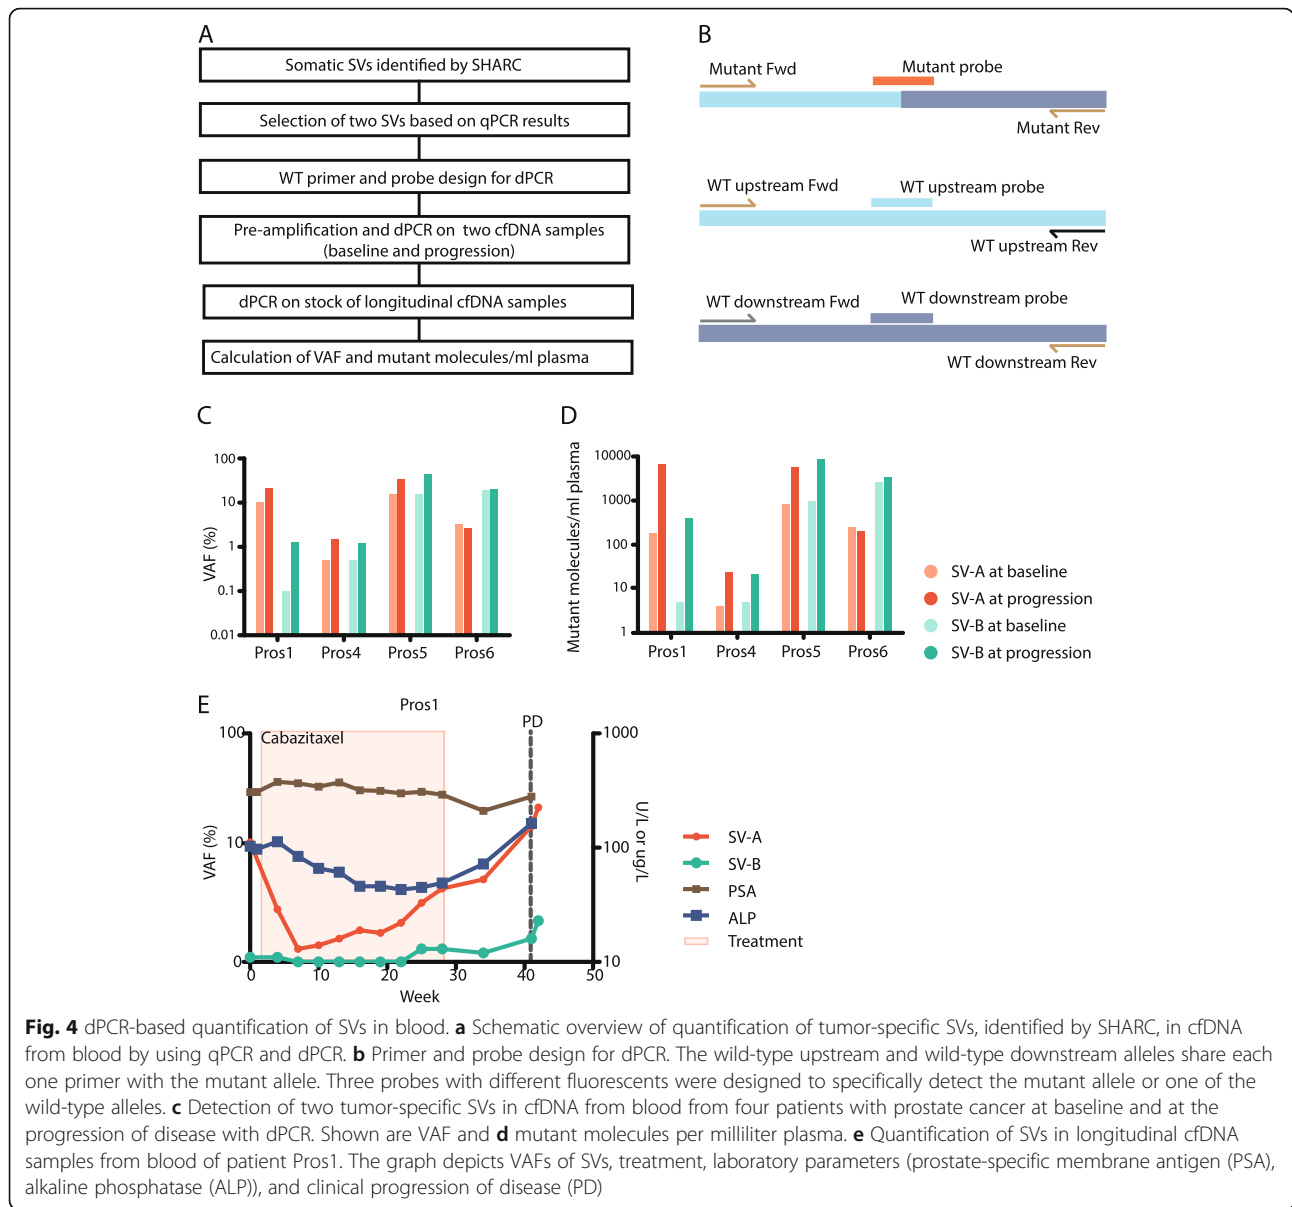 A
Somatic SVs identified by SHARC
Selection of two SVs based on qPCR results
WT primer and probe design for dPCR
Pre-amplification and dPCR on two cfDNA samples
(baseline and progression)
dPCR on stock of longitudinal cfDNA samples
Calculation of VAF and mutant molecules/ml plasma
B
Mutant Fwd
Mutant probe
Mutant Rev
WT upstream Fwd
WT upstream probe
WT upstream Rev
WT downstream Fwd
WT downstream probe
WT downstream Rev
C
VAF (%)
100
10
1
0.1
0.01
Pros1 Pros4 Pros5 Pros6
D
Mutant molecules/ml plasma
10000
1000
100
10
1
Pros1 Pros4 Pros5 Pros6
SV-A at baseline
SV-A at progression
SV-B at baseline
SV-B at progression
E
Pros1
PD
Cabazitaxel
VAF (%)
100
10
0
U/L or ug/L
1000
100
10
0 10 20 30 40 50
Week
SV-A
SV-B
PSA
ALP
Treatment
Fig. 4 dPCR-based quantification of SVs in blood. a Schematic overview of quantification of tumor-specific SVs, identified by SHARC, in cfDNA
from blood by using qPCR and dPCR. b Primer and probe design for dPCR. The wild-type upstream and wild-type downstream alleles share each
one primer with the mutant allele. Three probes with different fluorescents were designed to specifically detect the mutant allele or one of the
wild-type alleles. c Detection of two tumor-specific SVs in cfDNA from blood from four patients with prostate cancer at baseline and at the
progression of disease with dPCR. Shown are VAF and d mutant molecules per milliliter plasma. e Quantification of SVs in longitudinal cfDNA
samples from blood of patient Pros1. The graph depicts VAFs of SVs, treatment, laboratory parameters (prostate-specific membrane antigen (PSA),
alkaline phosphatase (ALP)), and clinical progression of disease (PD)